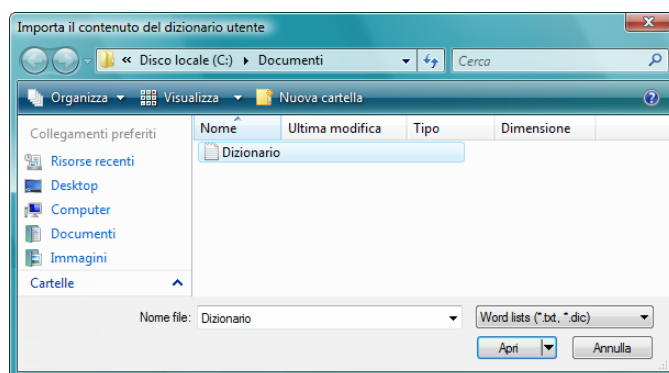 Importa il contenuto del dizionario utente
« Disco locale (C:) Documenti Cerca
Organizza Visualizza Nuova cartella
Collegamenti preferiti
Nome Ultima modifica Tipo Dimensione
Dizionario
Risorse recenti
Desktop
Computer
Documenti
Immagini
Cartelle
Nome file: Dizionario Word lists (*.txt, *.dic)
Apri Annulla